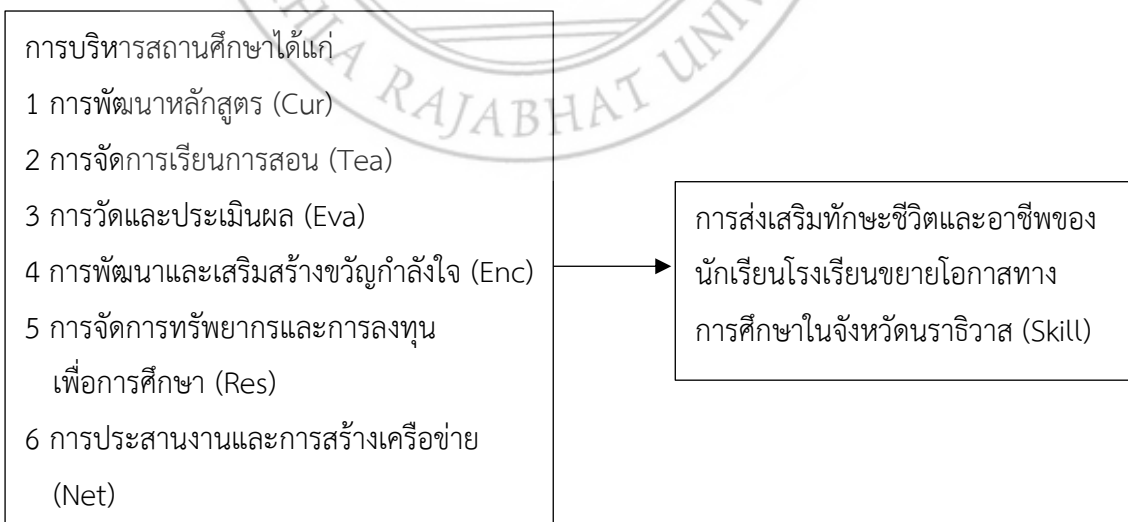 HIA RAJABHAT UNIV
การบริหารสถานศึกษาได้แก่
1 การพัฒนาหลักสูตร (Cur)
2 การจัดการเรียนการสอน (Tea)
3 การวัดและประเมินผล (Eva)
4 การพัฒนาและเสริมสร้างขวัญกำลังใจ (Enc)
5 การจัดการทรัพยากรและการลงทุน
เพื่อการศึกษา (Res)
6 การประสานงานและการสร้างเครือข่าย
(Net)
การส่งเสริมทักษะชีวิตและอาชีพของ
นักเรียนโรงเรียนขยายโอกาสทาง
การศึกษาในจังหวัดนราธิวาส (Skill)